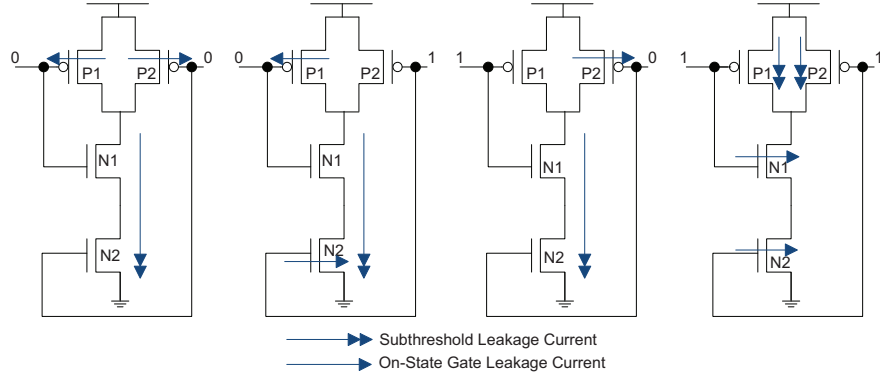 0 0 0 1 1 0 1 1
P1 P2 P1 P2 P1 P2 P1 P2
N1 N1 N1 N1
N2 N2 N2 N2
Subthreshold Leakage Current
On-State Gate Leakage Current